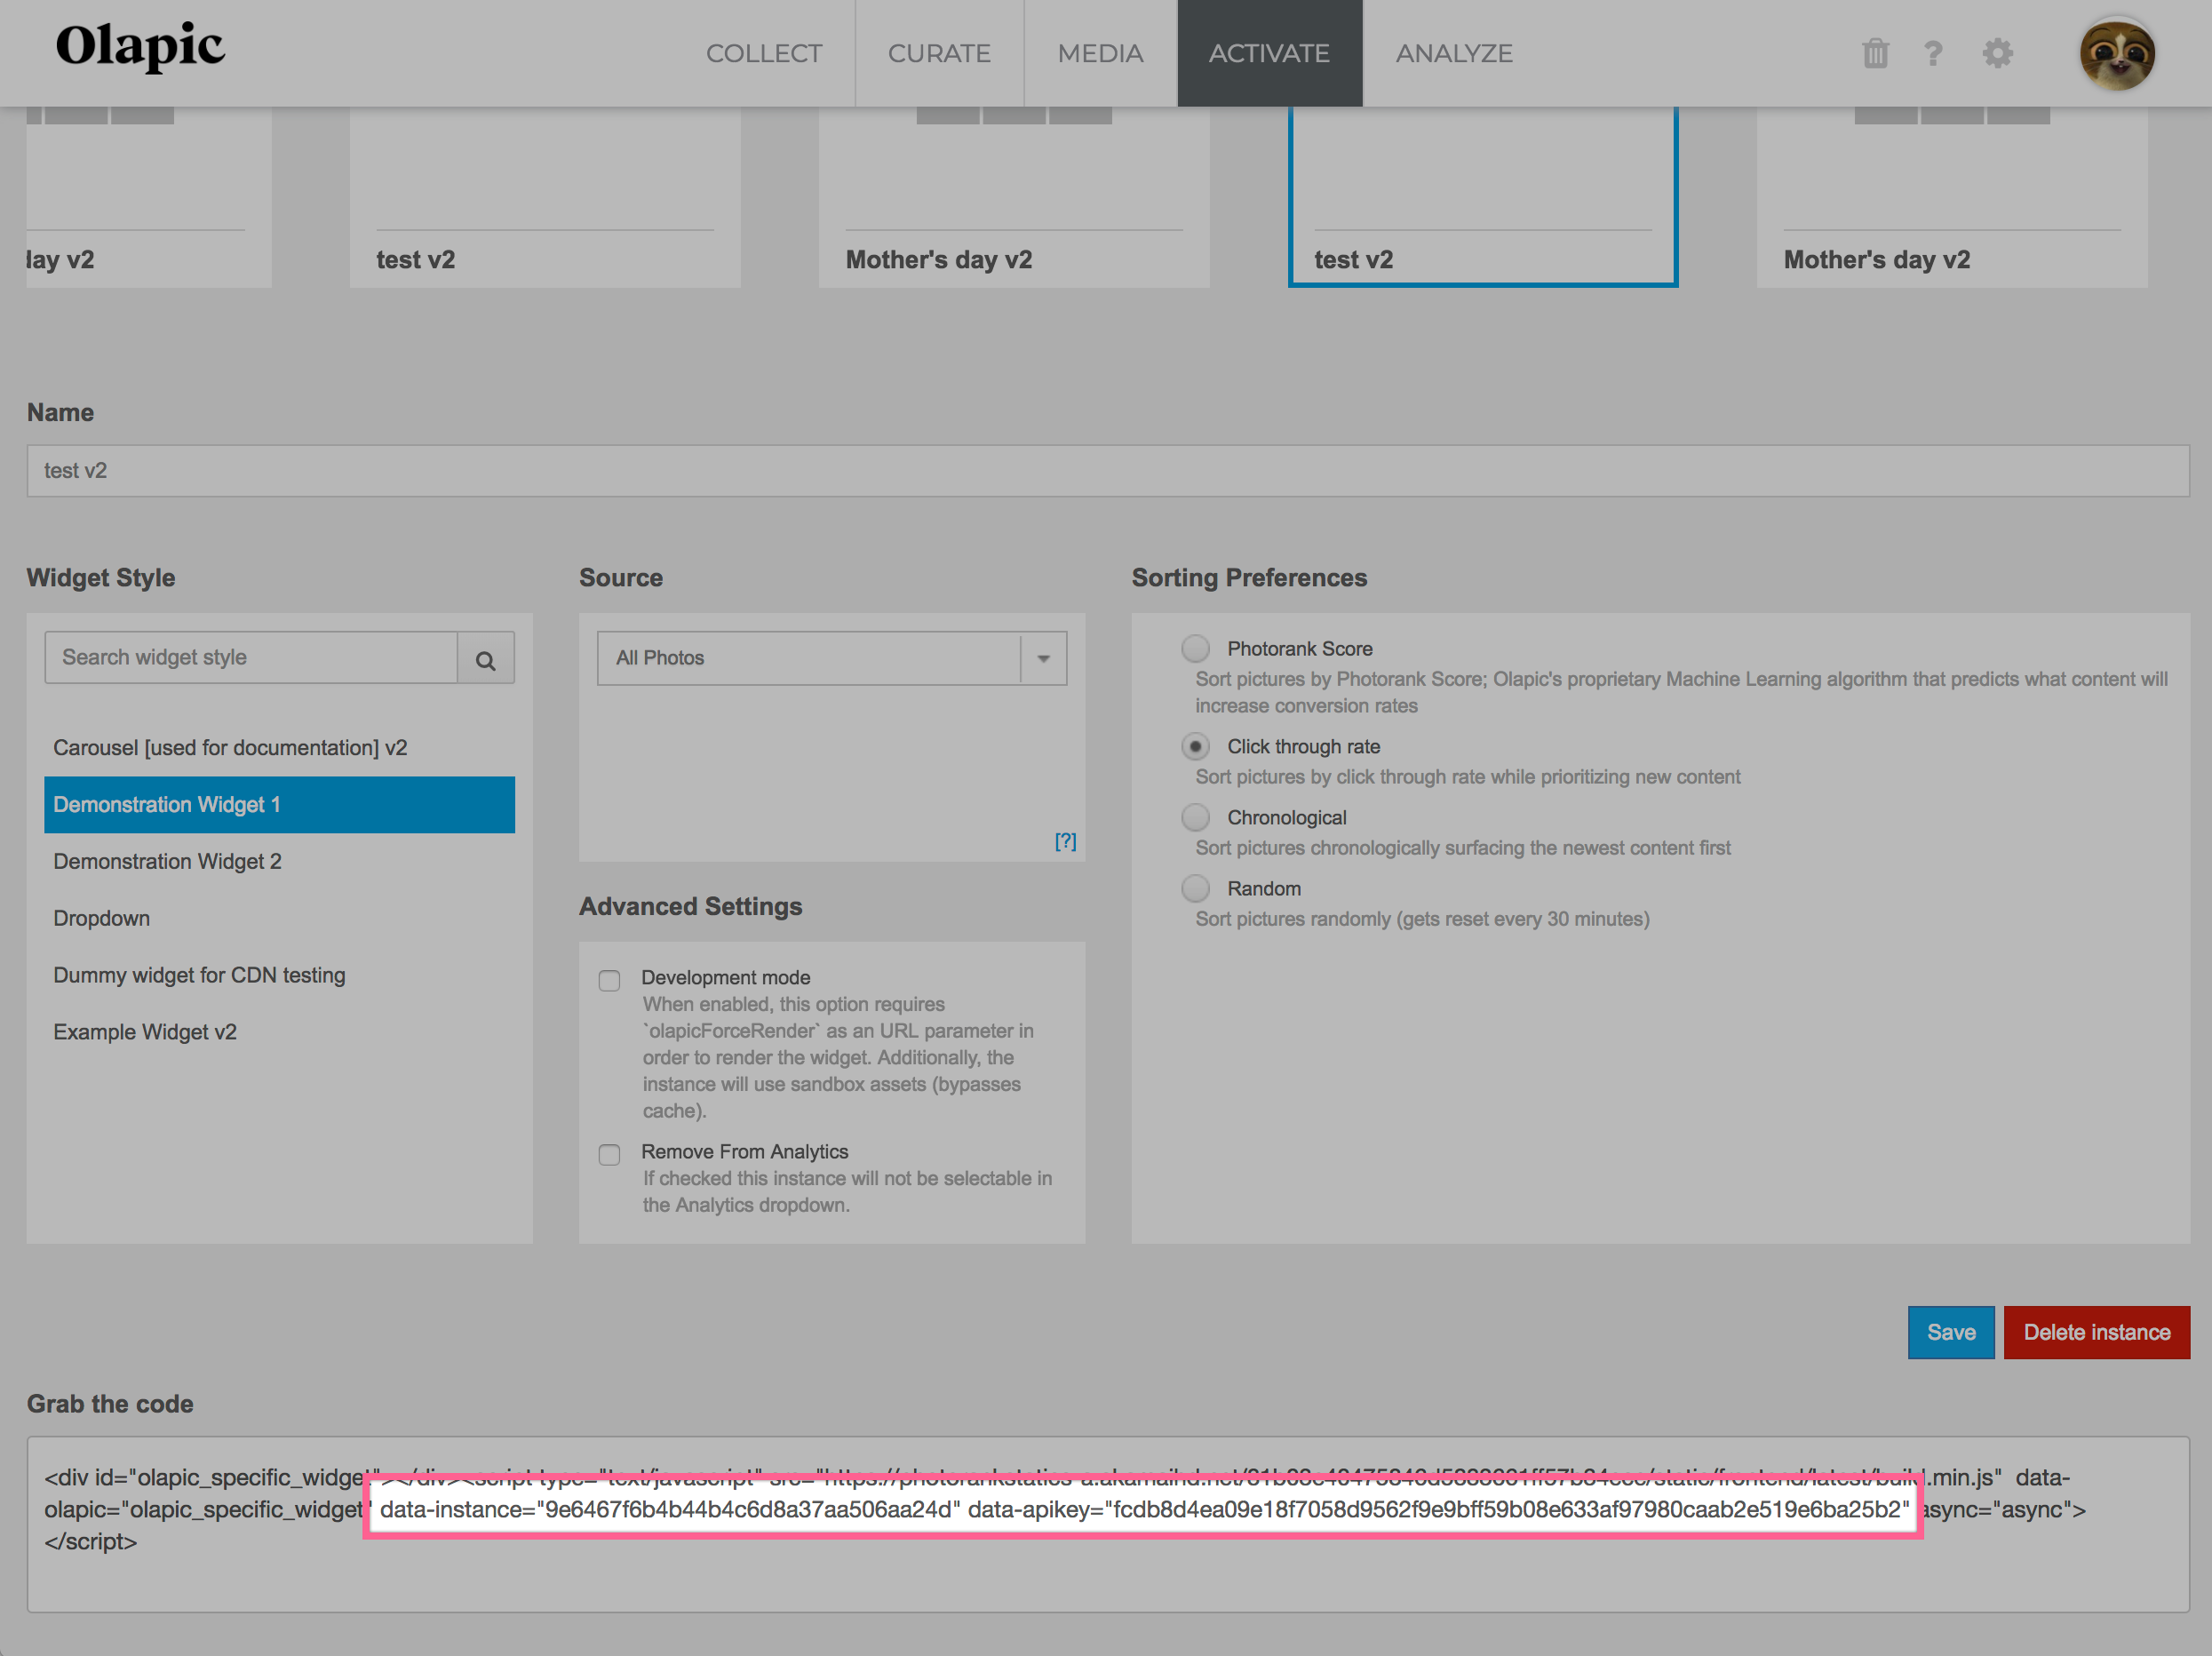 Olapic
COLLECT
CURATE
MEDIA
ACTIVATE
ANALYZE
?
day v2
test v2
Mother's day v2
test v2
Mother's day v2
Name
test v2
Widget Style
Search widget style
Carousel [used for documentation] v2
Demonstration Widget 1
Demonstration Widget 2
Dropdown
Dummy widget for CDN testing
Example Widget v2
Source
All Photos
[?]
Advanced Settings
Development mode
When enabled, this option requires
`olapicForceRender` as an URL parameter in
order to render the widget. Additionally, the
instance will use sandbox assets (bypasses
cache).
Remove From Analytics
If checked this instance will not be selectable in
the Analytics dropdown.
Sorting Preferences
Photorank Score
Sort pictures by Photorank Score; Olapic's proprietary Machine Learning algorithm that predicts what content will
increase conversion rates
Click through rate
Sort pictures by click through rate while prioritizing new content
Chronological
Sort pictures chronologically surfacing the newest content first
Random
Sort pictures randomly (gets reset every 30 minutes)
Save
Delete instance
Grab the code
<div id="olapic_specific_widget"></div><script type="text/javascript" data-
olapic="olapic_specific_widget" data-instance="9e6467f6b4b44b4c6d8a37aa506aa24d" data-apikey="fcdb8d4ea09e18f7058d9562f9e9bff59b08e633af97980caab2e519e6ba25b2" async="async">
</script>